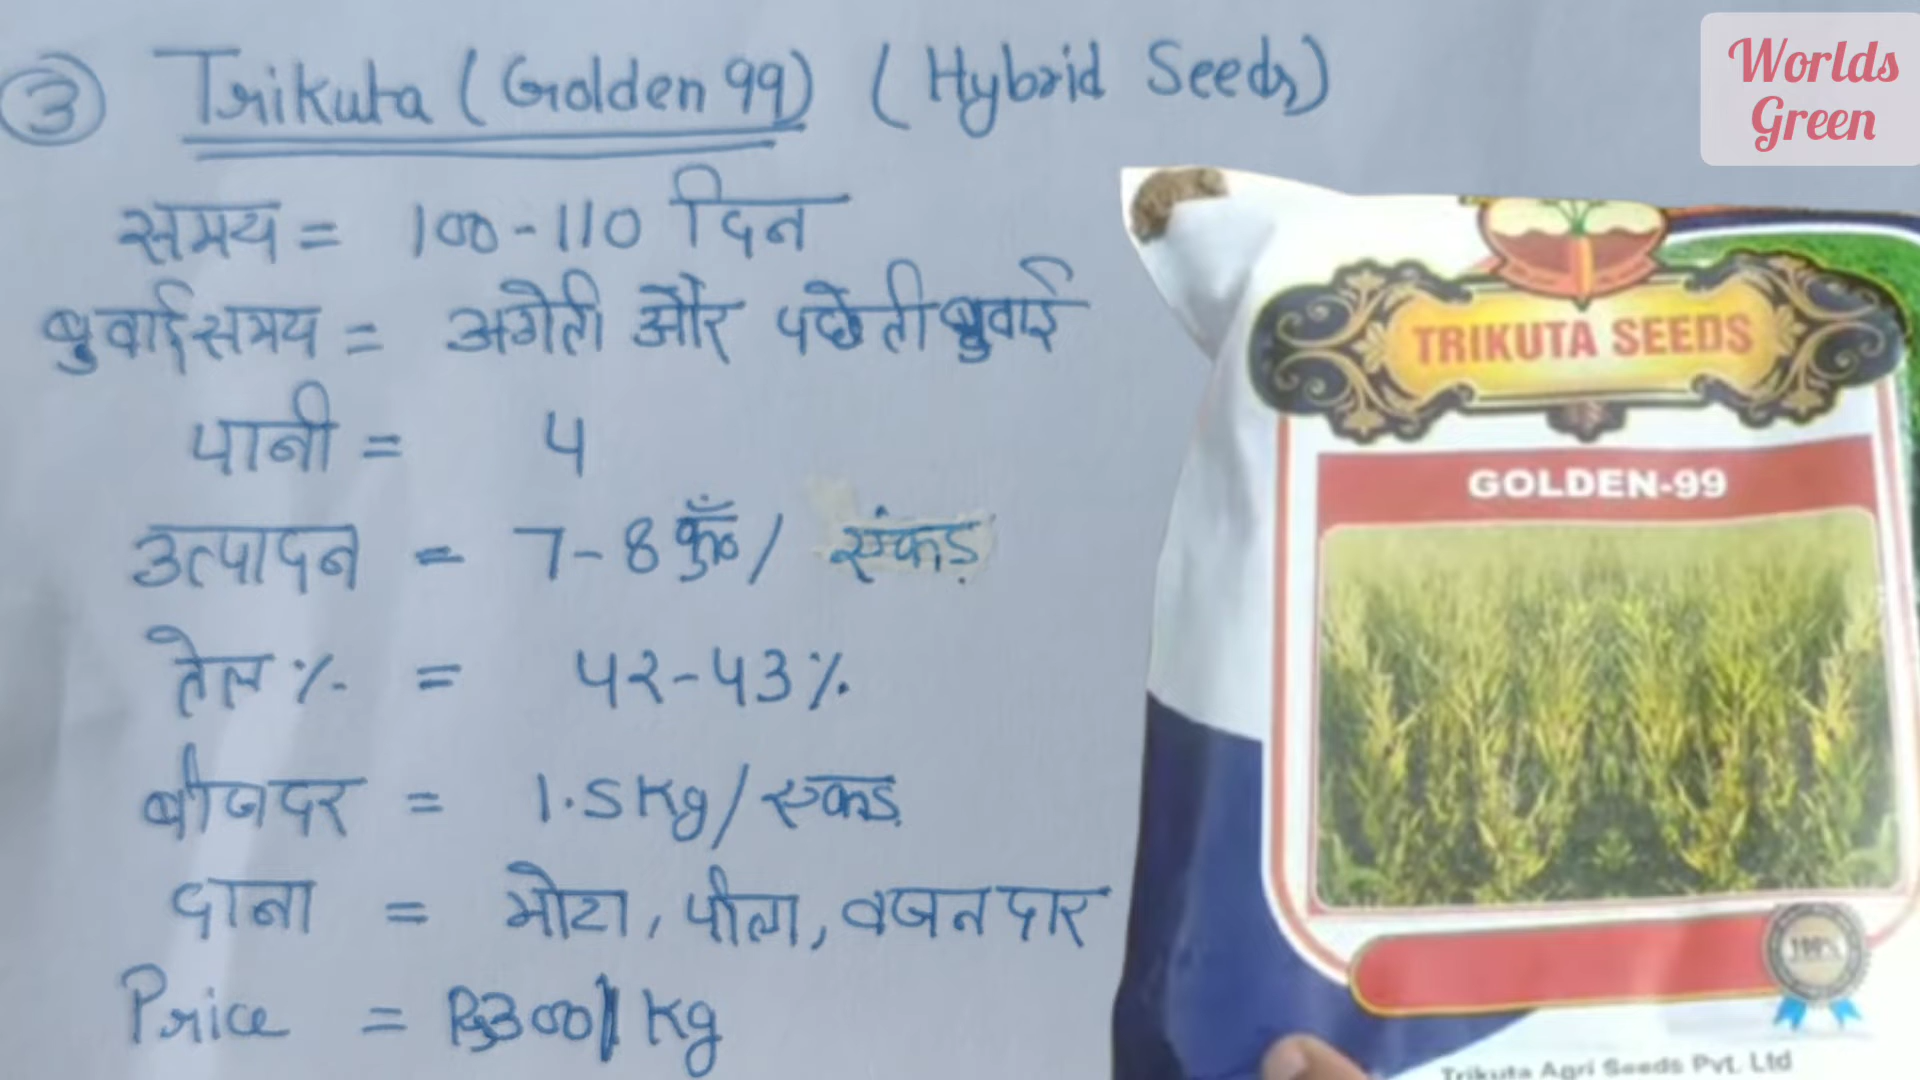 ③ Trikuta (Golden 99) (Hybrid Seeds)
समय = 100-110 दिन
बुवाई समय = अगेती और पछेती बुवाई
पानी = 4
उत्पादन = 7-8 कुँ०/ एकड़
तेल % = 42-43%
बीजदर = 1.5 Kg/एकड़
दाना = मोटा, पीला, वजनदार
Price = Rs300/Kg
Worlds
Green
TRIKUTA SEEDS
GOLDEN-99
100%
Trikuta Agri Seeds Pvt. Ltd